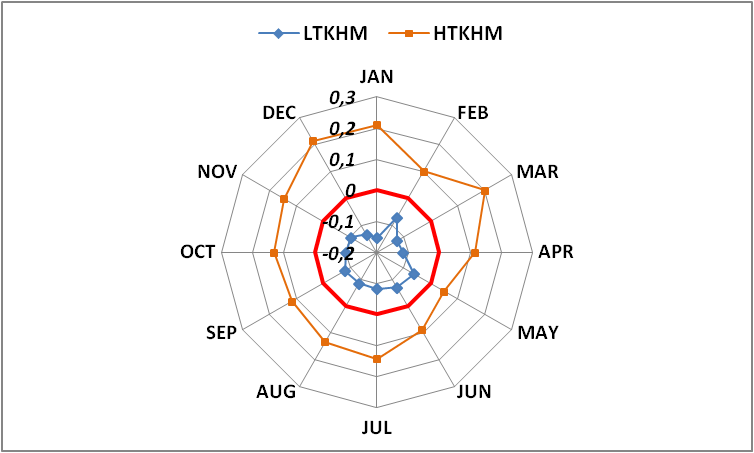 LTKHM HTKHM
JAN
0,3
DEC FEB
0,2
0,1
NOV MAR
0
-0,1
OCT -0,2 APR
SEP MAY
AUG JUN
JUL